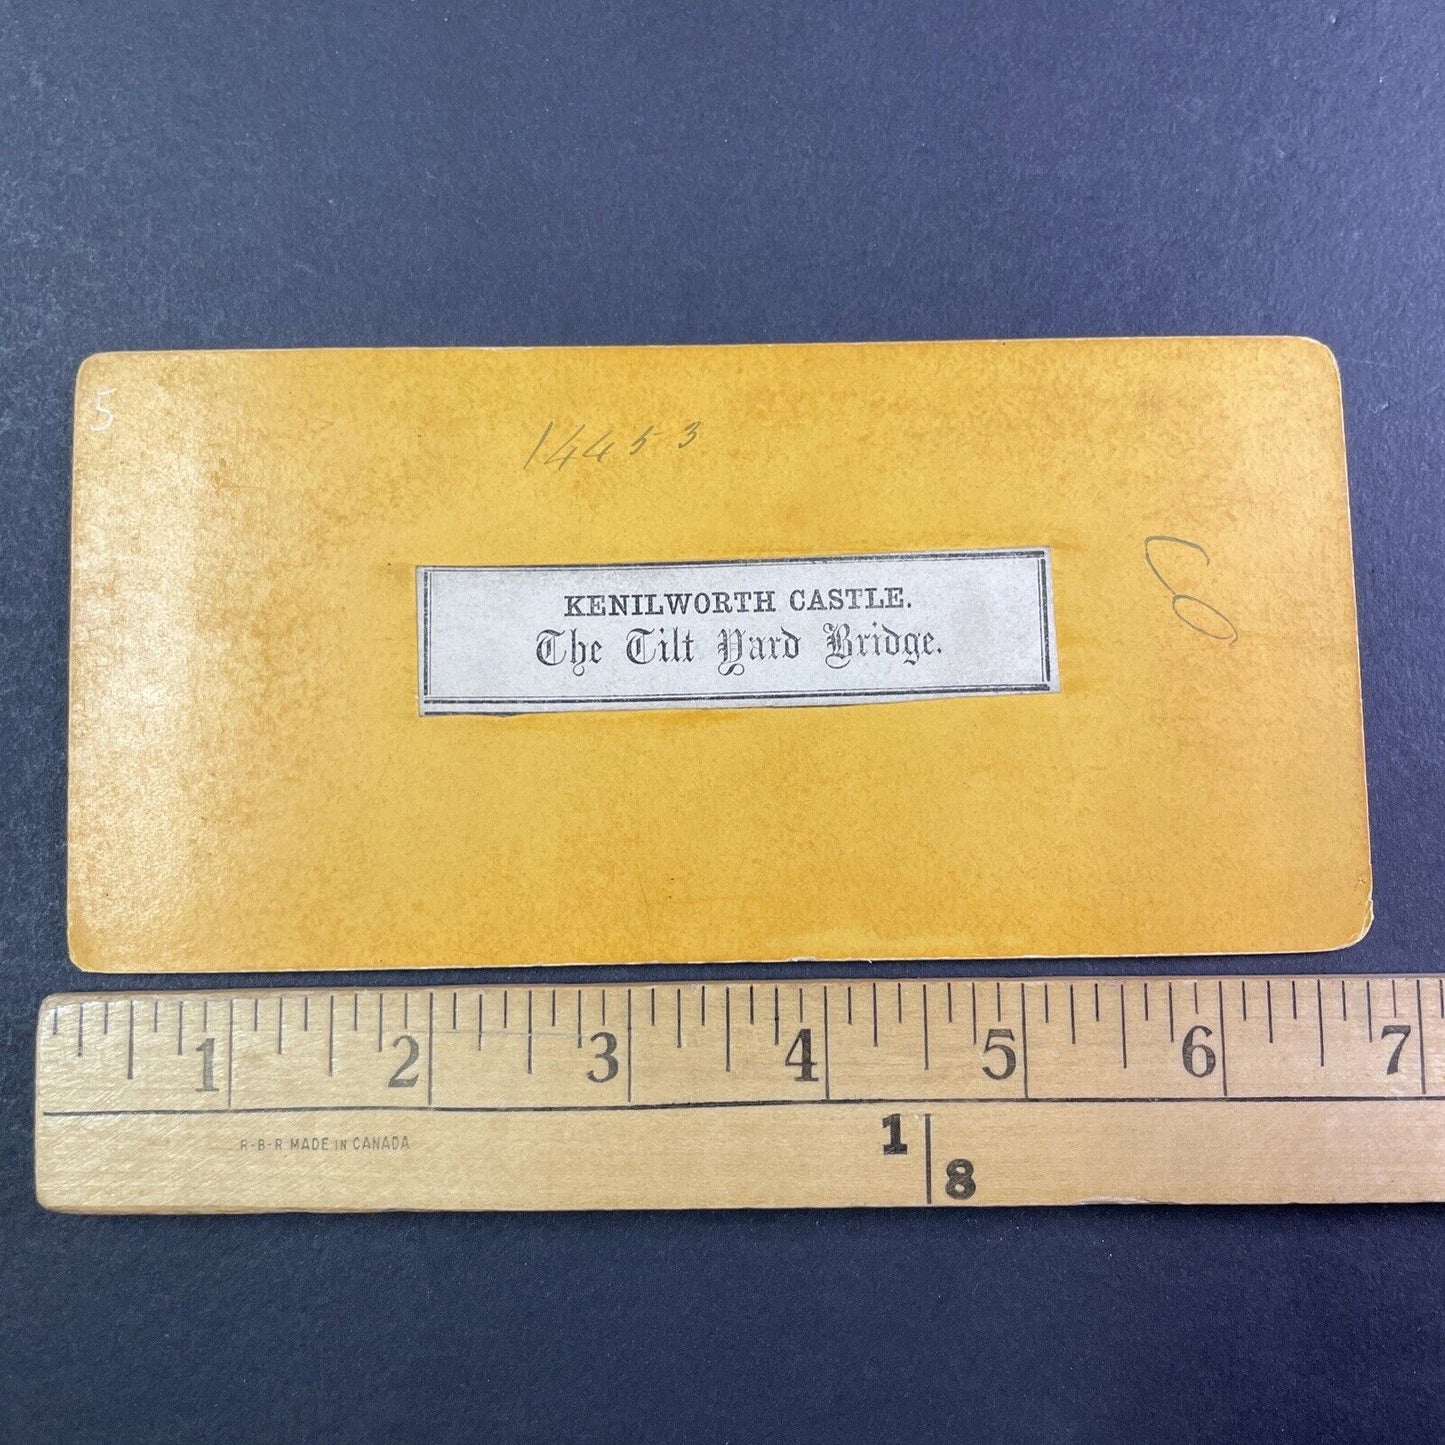 5
14453
CO
KENILWORTH CASTLE.
The Tilt Yard Bridge.
1 2 3 4 5 6 7
R-B-R MADE IN CANADA
1
8